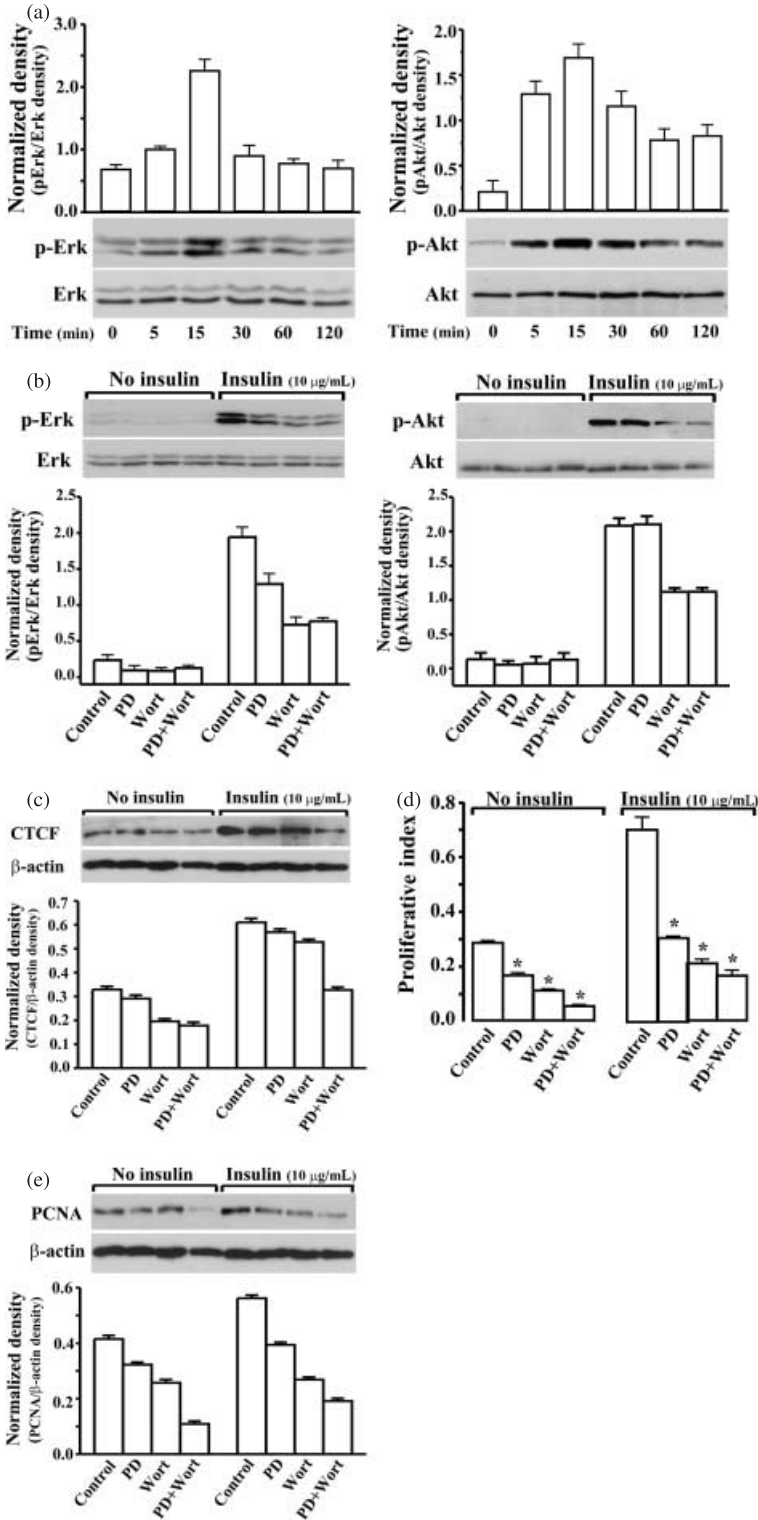 (a)
3.0
2.0
1.0
0.0
Normalized density
(pErk/Erk density)
p-Erk
Erk
Time (min) 0 5 15 30 60 120
2.0
1.5
1.0
0.5
0.0
Normalized density
(pAkt/Akt density)
p-Akt
Akt
Time (min) 0 5 15 30 60 120
(b)
No insulin Insulin (10 µg/mL)
p-Erk
Erk
2.5
2.0
1.5
1.0
0.5
0.0
Normalized density
(pErk/Erk density)
Control PD Wort PD+Wort Control PD Wort PD+Wort
No insulin Insulin (10 µg/mL)
p-Akt
Akt
2.5
2.0
1.5
1.0
0.5
0.0
Normalized density
(pAkt/Akt density)
Control PD Wort PD+Wort Control PD Wort PD+Wort
(c)
No insulin Insulin (10 µg/mL)
CTCF
β-actin
0.7
0.6
0.5
0.4
0.3
0.2
0.1
0.0
Normalized density
(CTCF/β-actin density)
Control PD Wort PD+Wort Control PD Wort PD+Wort
(d)
No insulin Insulin (10 µg/mL)
0.8
0.6
0.4
0.2
0.0
Proliferative index
* * * * * *
Control PD Wort PD+Wort Control PD Wort PD+Wort
(e)
No insulin Insulin (10 µg/mL)
PCNA
β-actin
0.6
0.4
0.2
0.0
Normalized density
(PCNA/β-actin density)
Control PD Wort PD+Wort Control PD Wort PD+Wort